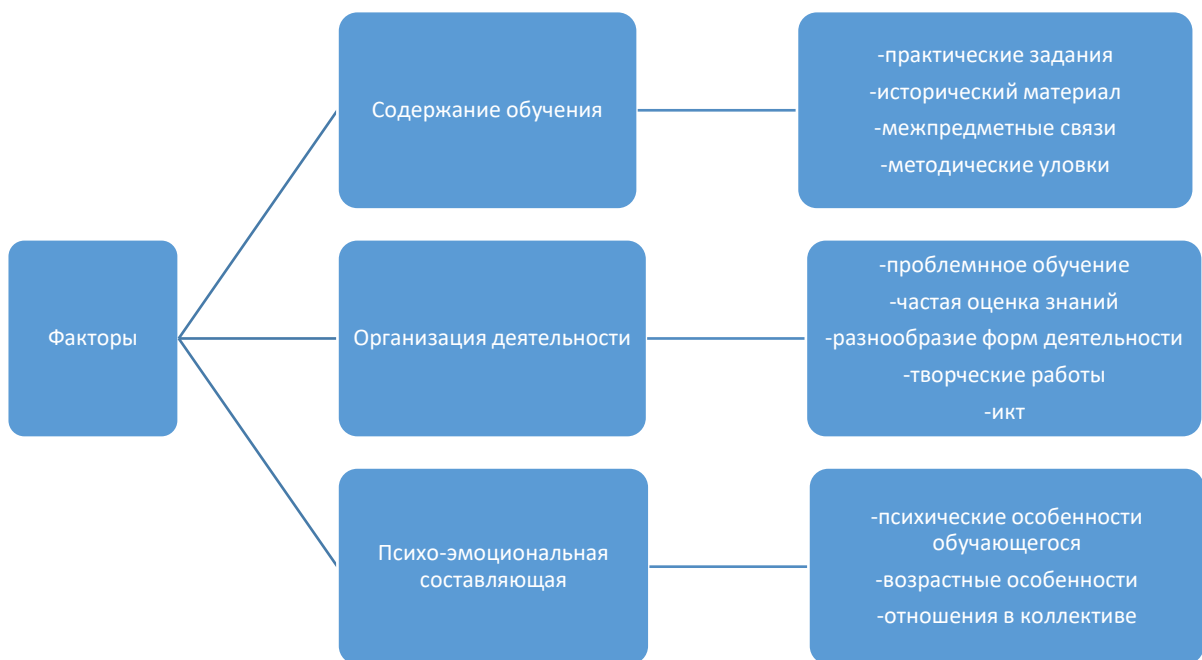 Факторы
Содержание обучения
-практические задания
-исторический материал
-межпредметные связи
-методические уловки
Организация деятельности
-проблемнное обучение
-частая оценка знаний
-разнообразие форм деятельности
-творческие работы
-икт
Психо-эмоциональная
составляющая
-психические особенности
обучающегося
-возрастные особенности
-отношения в коллективе